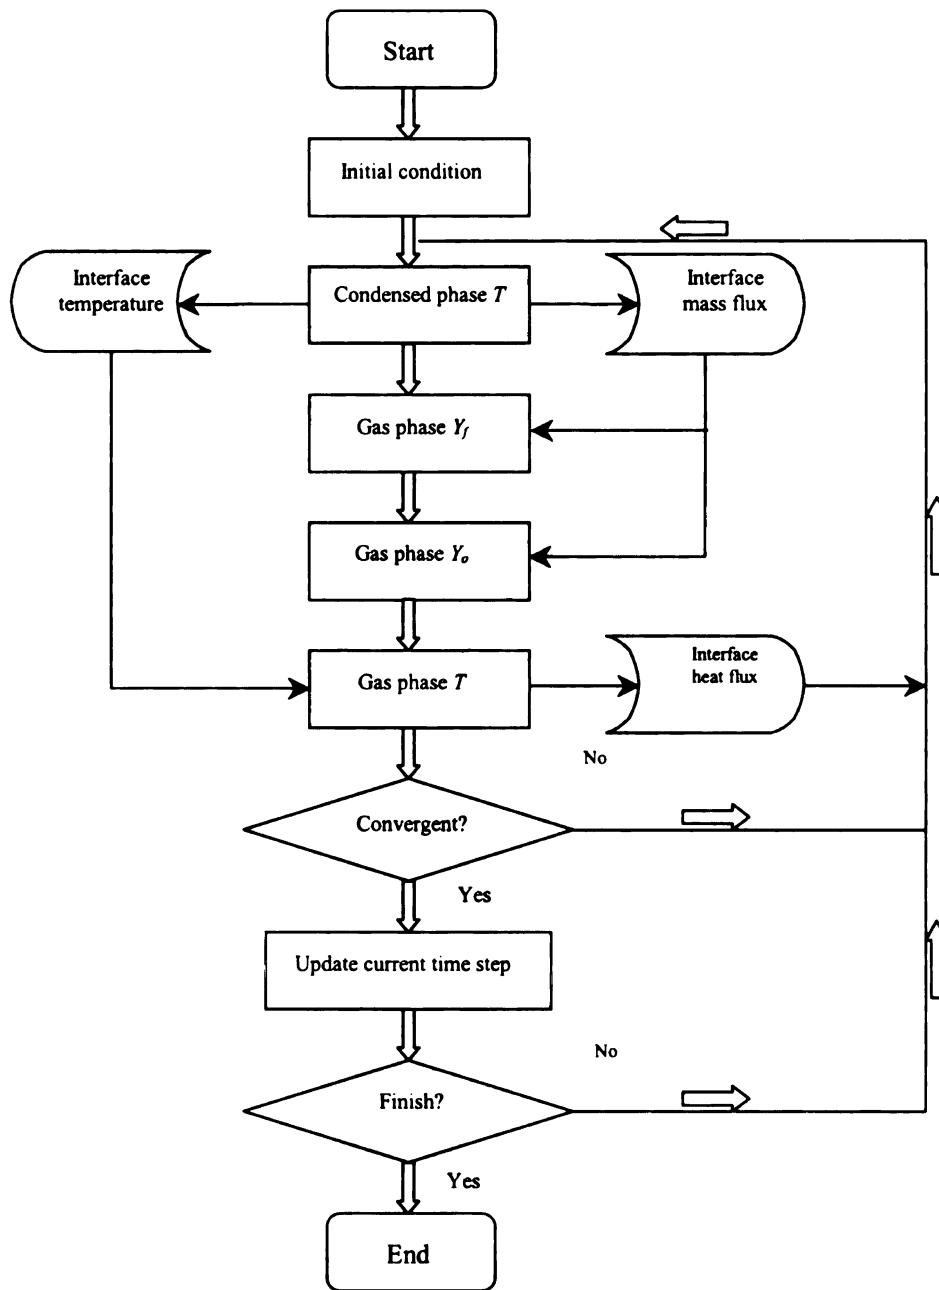 Start
Initial condition
Interface
temperature
Condensed phase T
Interface
mass flux
Gas phase Y_f
Gas phase Y_o
Gas phase T
Interface
heat flux
No
Convergent?
Yes
Update current time step
No
Finish?
Yes
End